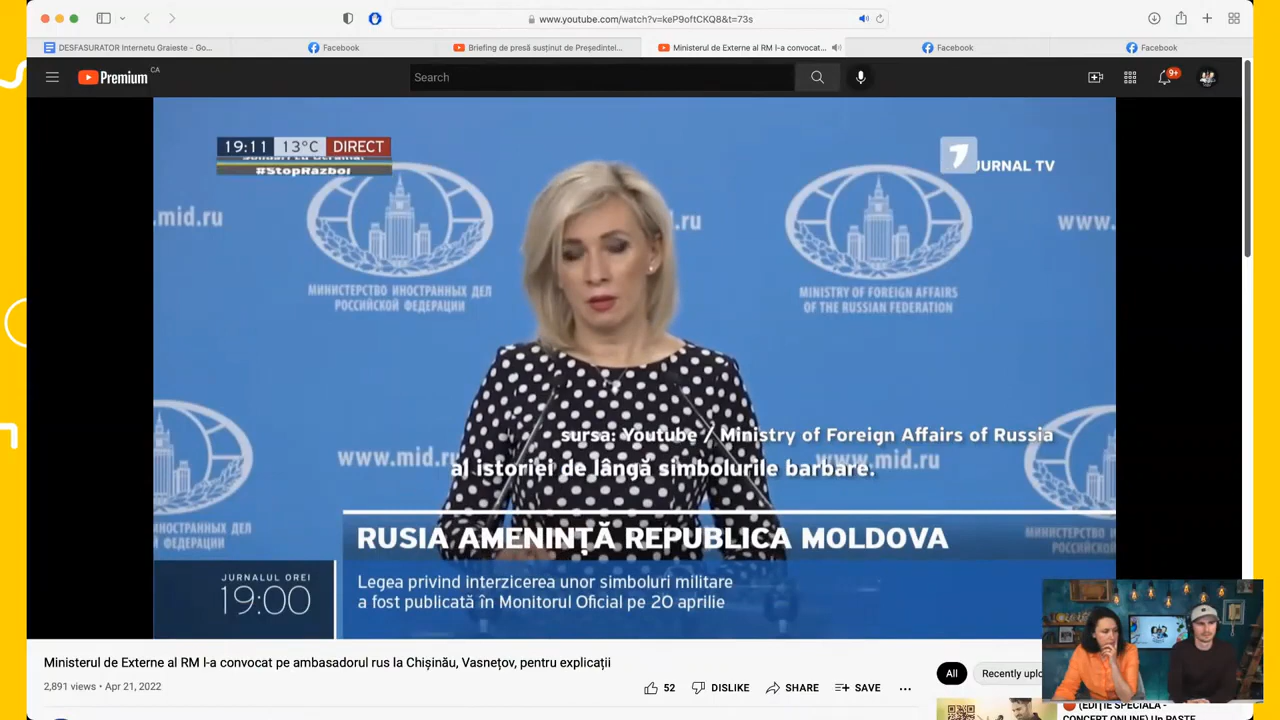 www.youtube.com/watch?v=keP9oftCKQ8&t=73s
DESFASURATOR Internetu Graieste - Go...
Facebook
Briefing de presă susținut de Președintel...
Ministerul de Externe al RM l-a convocat...
Facebook
Facebook
Premium
CA
Search
9+
19:11 13°C DIRECT
#StopRazboi
JURNAL TV
.mid.ru
.ru
www.
МИНИСТЕРСТВО ИНОСТРАННЫХ ДЕЛ
РОССИЙСКОЙ ФЕДЕРАЦИИ
MINISTRY OF FOREIGN AFFAIRS
OF THE RUSSIAN FEDERATION
sursa: Youtube / Ministry of Foreign Affairs of Russia
www.mid.ru
www.mid.ru
al istoriei de lângă simbolurile barbare.
RUSIA AMENINȚĂ REPUBLICA MOLDOVA
JURNALUL OREI
19:00
Legea privind interzicerea unor simboluri militare
a fost publicată în Monitorul Oficial pe 20 aprilie
Ministerul de Externe al RM l-a convocat pe ambasadorul rus la Chișinău, Vasnețov, pentru explicații
2,891 views • Apr 21, 2022
52
DISLIKE
SHARE
SAVE
All
Recently uplo
(EDIȚIE SPECIALĂ -
CONCERT ONLINE) Un PAȘTE